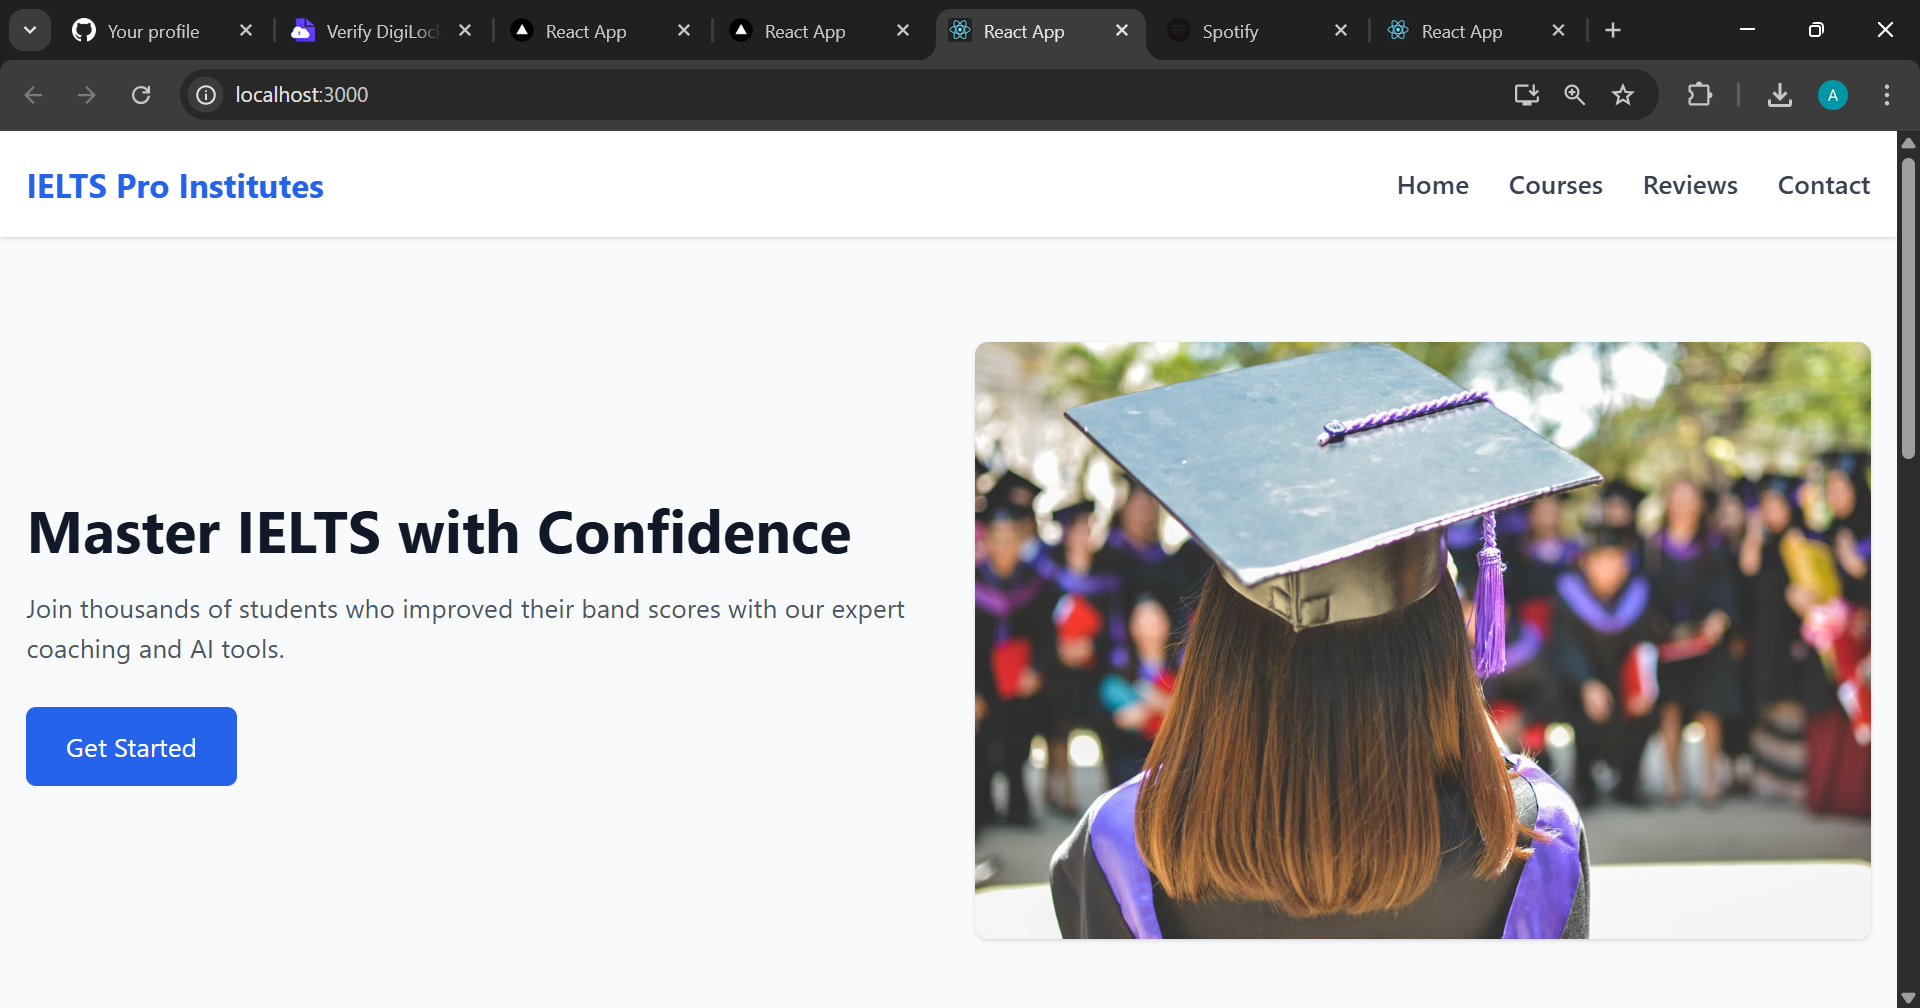 Your profile
Verify DigiLoc
React App
React App
React App
Spotify
React App
localhost:3000
A
IELTS Pro Institutes
Home Courses Reviews Contact
Master IELTS with Confidence
Join thousands of students who improved their band scores with our expert
coaching and AI tools.
Get Started